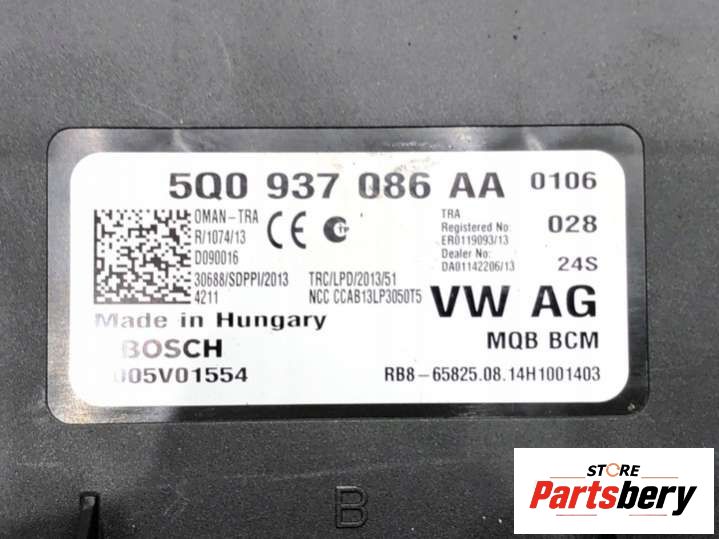 5Q0 937 086 AA 0106
OMAN-TRA
R/1074/13
D090016
CE
TRA
Registered No:
ER0119093/13
Dealer No:
DA01142206/13
028
24S
30688/SDPPI/2013
4211
TRC/LPD/2013/51
NCC CCAB13LP3050T5
VW AG
Made in Hungary
BOSCH
MQB BCM
005V01554
RB8-65825.08.14H1001403
B
STORE
Partsbery